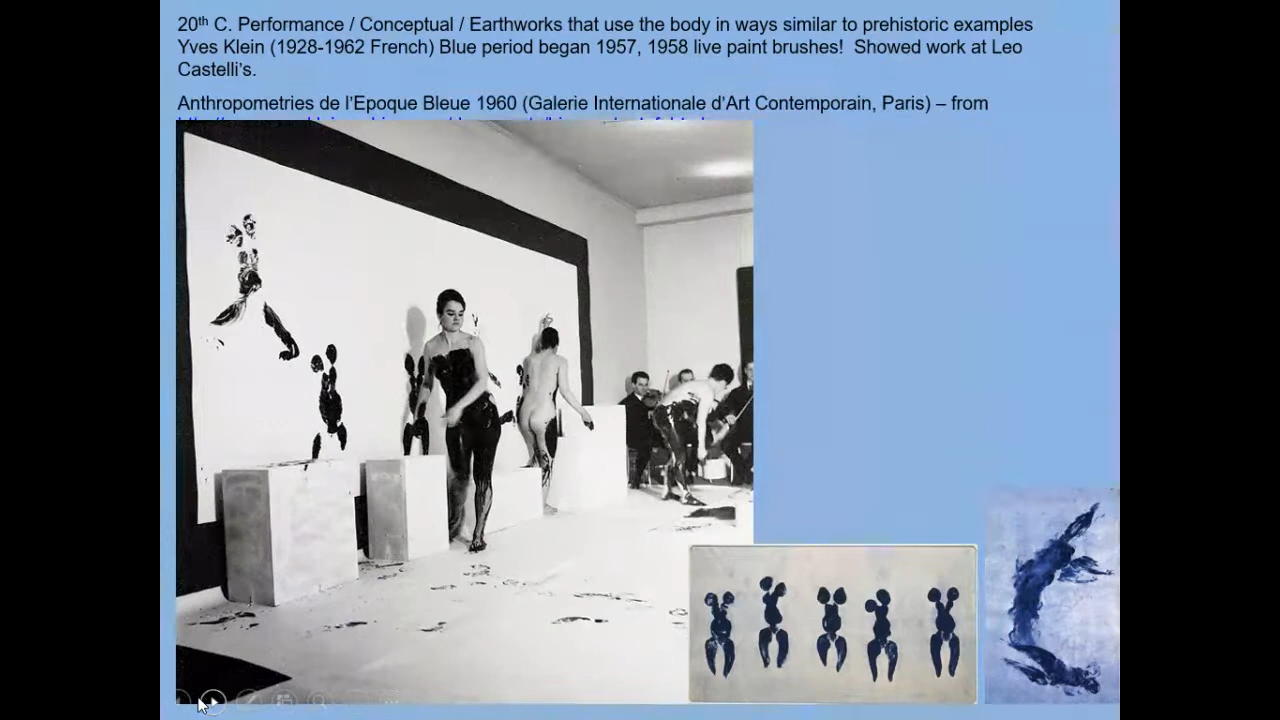 20th C. Performance / Conceptual / Earthworks that use the body in ways similar to prehistoric examples
Yves Klein (1928-1962 French) Blue period began 1957, 1958 live paint brushes!  Showed work at Leo
Castelli's.
Anthropometries de l'Epoque Bleue 1960 (Galerie Internationale d'Art Contemporain, Paris) – from